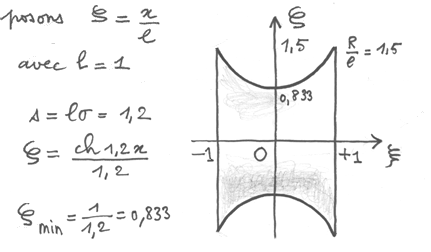 posons ξ = x/l
avec l = 1
s = lσ = 1,2
ξ = ch 1,2x / 1,2
ξ min = 1/1,2 = 0,833
ξ
1,5
R/l = 1,5
0,833
-1 0 +1 ξ